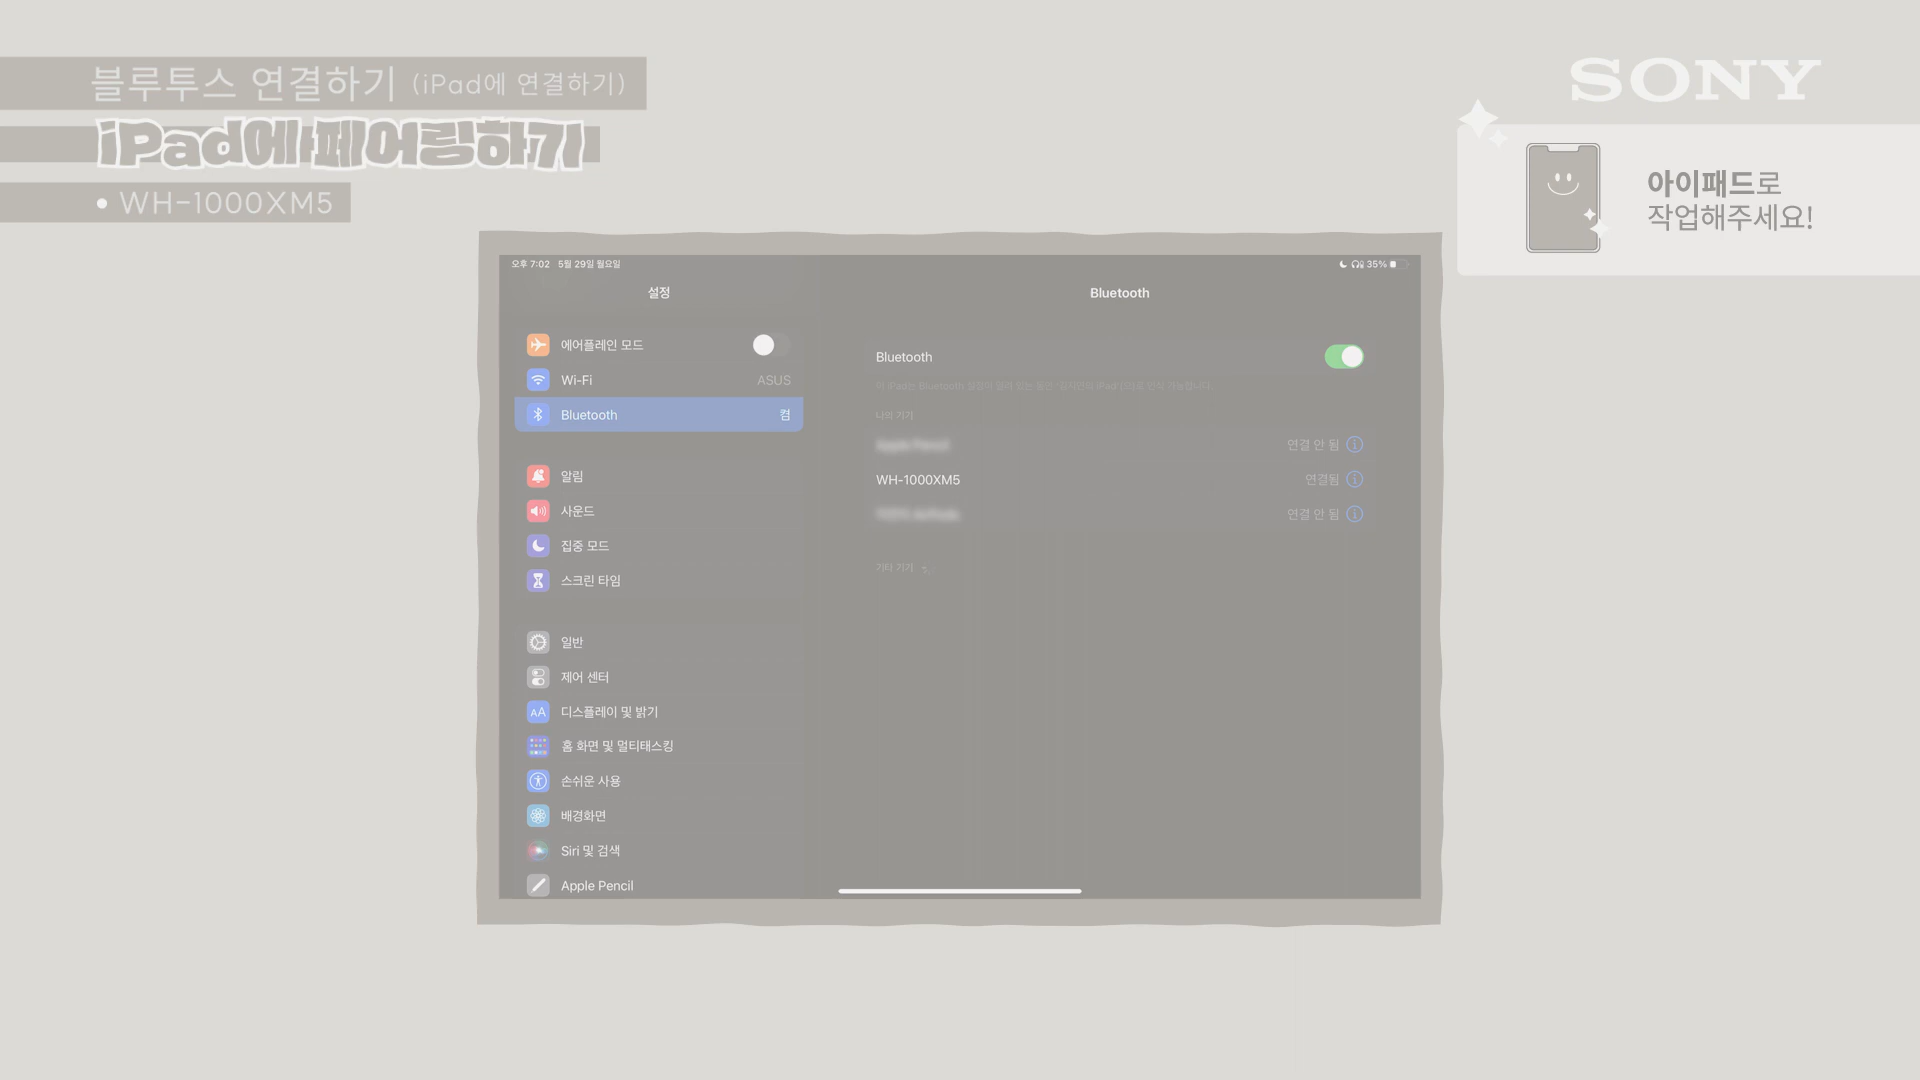 블루투스 연결하기 (iPad에 연결하기)
iPad에 페어링하기
• WH-1000XM5
SONY
아이패드로
작업해주세요!
오후 7:02 5월 29일 월요일
35%
설정
에어플레인 모드
Wi-Fi ASUS
Bluetooth 켬
알림
사운드
집중 모드
스크린 타임
일반
제어 센터
디스플레이 및 밝기
홈 화면 및 멀티태스킹
손쉬운 사용
배경화면
Siri 및 검색
Apple Pencil
Bluetooth
Bluetooth
나의 기기
Apple Pencil 연결 안 됨
WH-1000XM5 연결됨
연결 안 됨
기타 기기